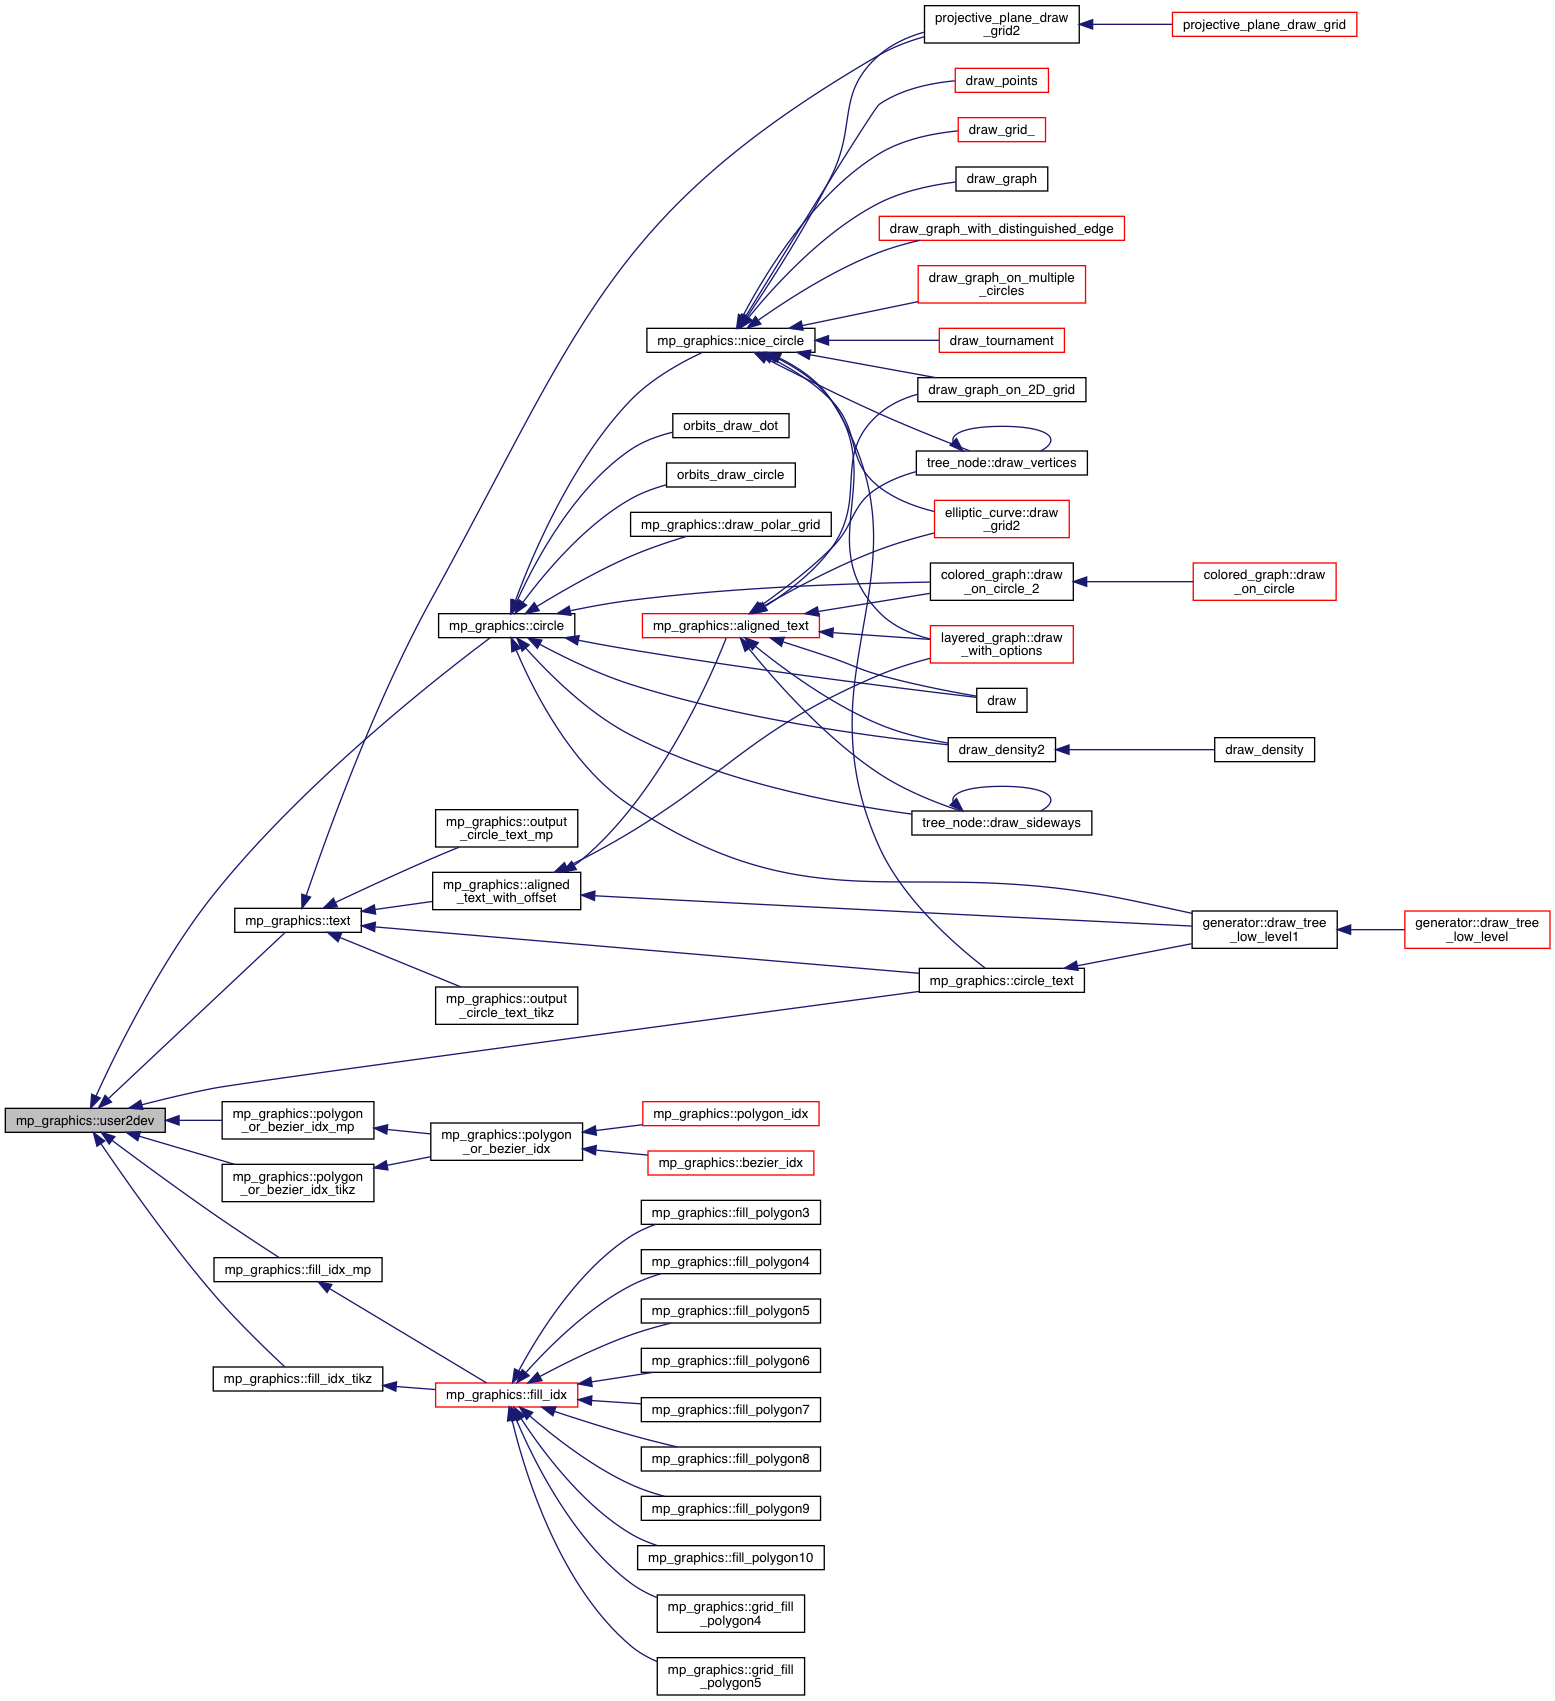 projective_plane_draw
_grid2
projective_plane_draw_grid
draw_points
draw_grid_
draw_graph
draw_graph_with_distinguished_edge
draw_graph_on_multiple
_circles
mp_graphics::nice_circle
draw_tournament
draw_graph_on_2D_grid
orbits_draw_dot
tree_node::draw_vertices
orbits_draw_circle
elliptic_curve::draw
_grid2
mp_graphics::draw_polar_grid
colored_graph::draw
_on_circle_2
colored_graph::draw
_on_circle
mp_graphics::circle
mp_graphics::aligned_text
layered_graph::draw
_with_options
draw
draw_density2
draw_density
tree_node::draw_sideways
mp_graphics::output
_circle_text_mp
mp_graphics::aligned
_text_with_offset
mp_graphics::text
generator::draw_tree
_low_level1
generator::draw_tree
_low_level
mp_graphics::circle_text
mp_graphics::output
_circle_text_tikz
mp_graphics::user2dev
mp_graphics::polygon
_or_bezier_idx_mp
mp_graphics::polygon
_or_bezier_idx
mp_graphics::polygon_idx
mp_graphics::bezier_idx
mp_graphics::polygon
_or_bezier_idx_tikz
mp_graphics::fill_polygon3
mp_graphics::fill_idx_mp
mp_graphics::fill_polygon4
mp_graphics::fill_polygon5
mp_graphics::fill_polygon6
mp_graphics::fill_idx_tikz
mp_graphics::fill_idx
mp_graphics::fill_polygon7
mp_graphics::fill_polygon8
mp_graphics::fill_polygon9
mp_graphics::fill_polygon10
mp_graphics::grid_fill
_polygon4
mp_graphics::grid_fill
_polygon5